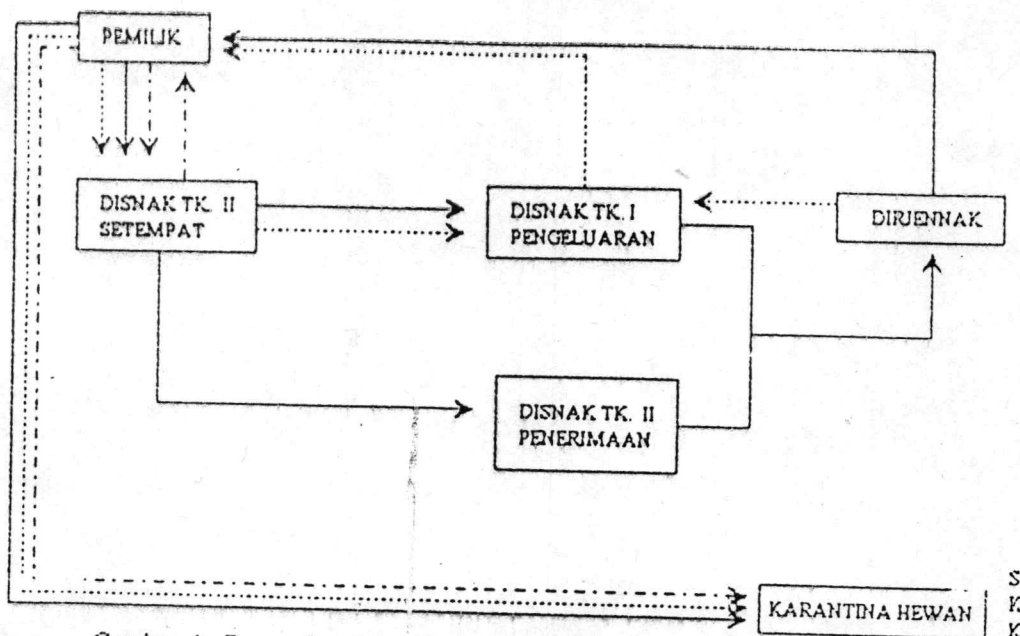 PEMILIK
DISNAK TK. II
SETEMPAT
DISNAK TK. I
PENGELUARAN
DIRJENNAK
DISNAK TK. II
PENERIMAAN
KARANTINA HEWAN
S
K
K